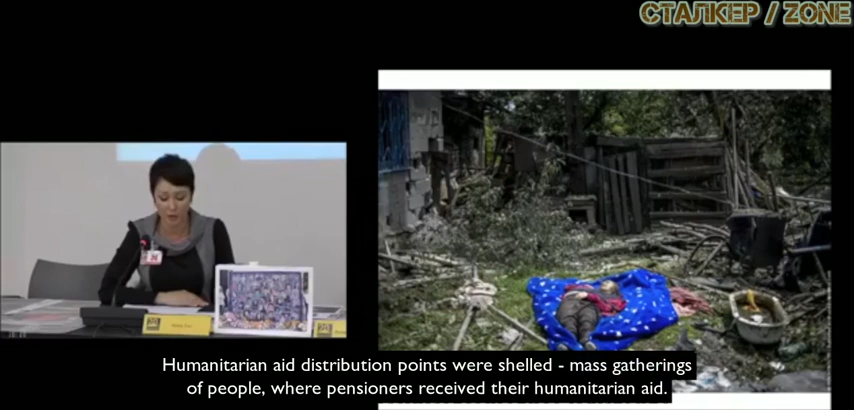 СТАЛКЕР / ZONE
Humanitarian aid distribution points were shelled - mass gatherings
of people, where pensioners received their humanitarian aid.